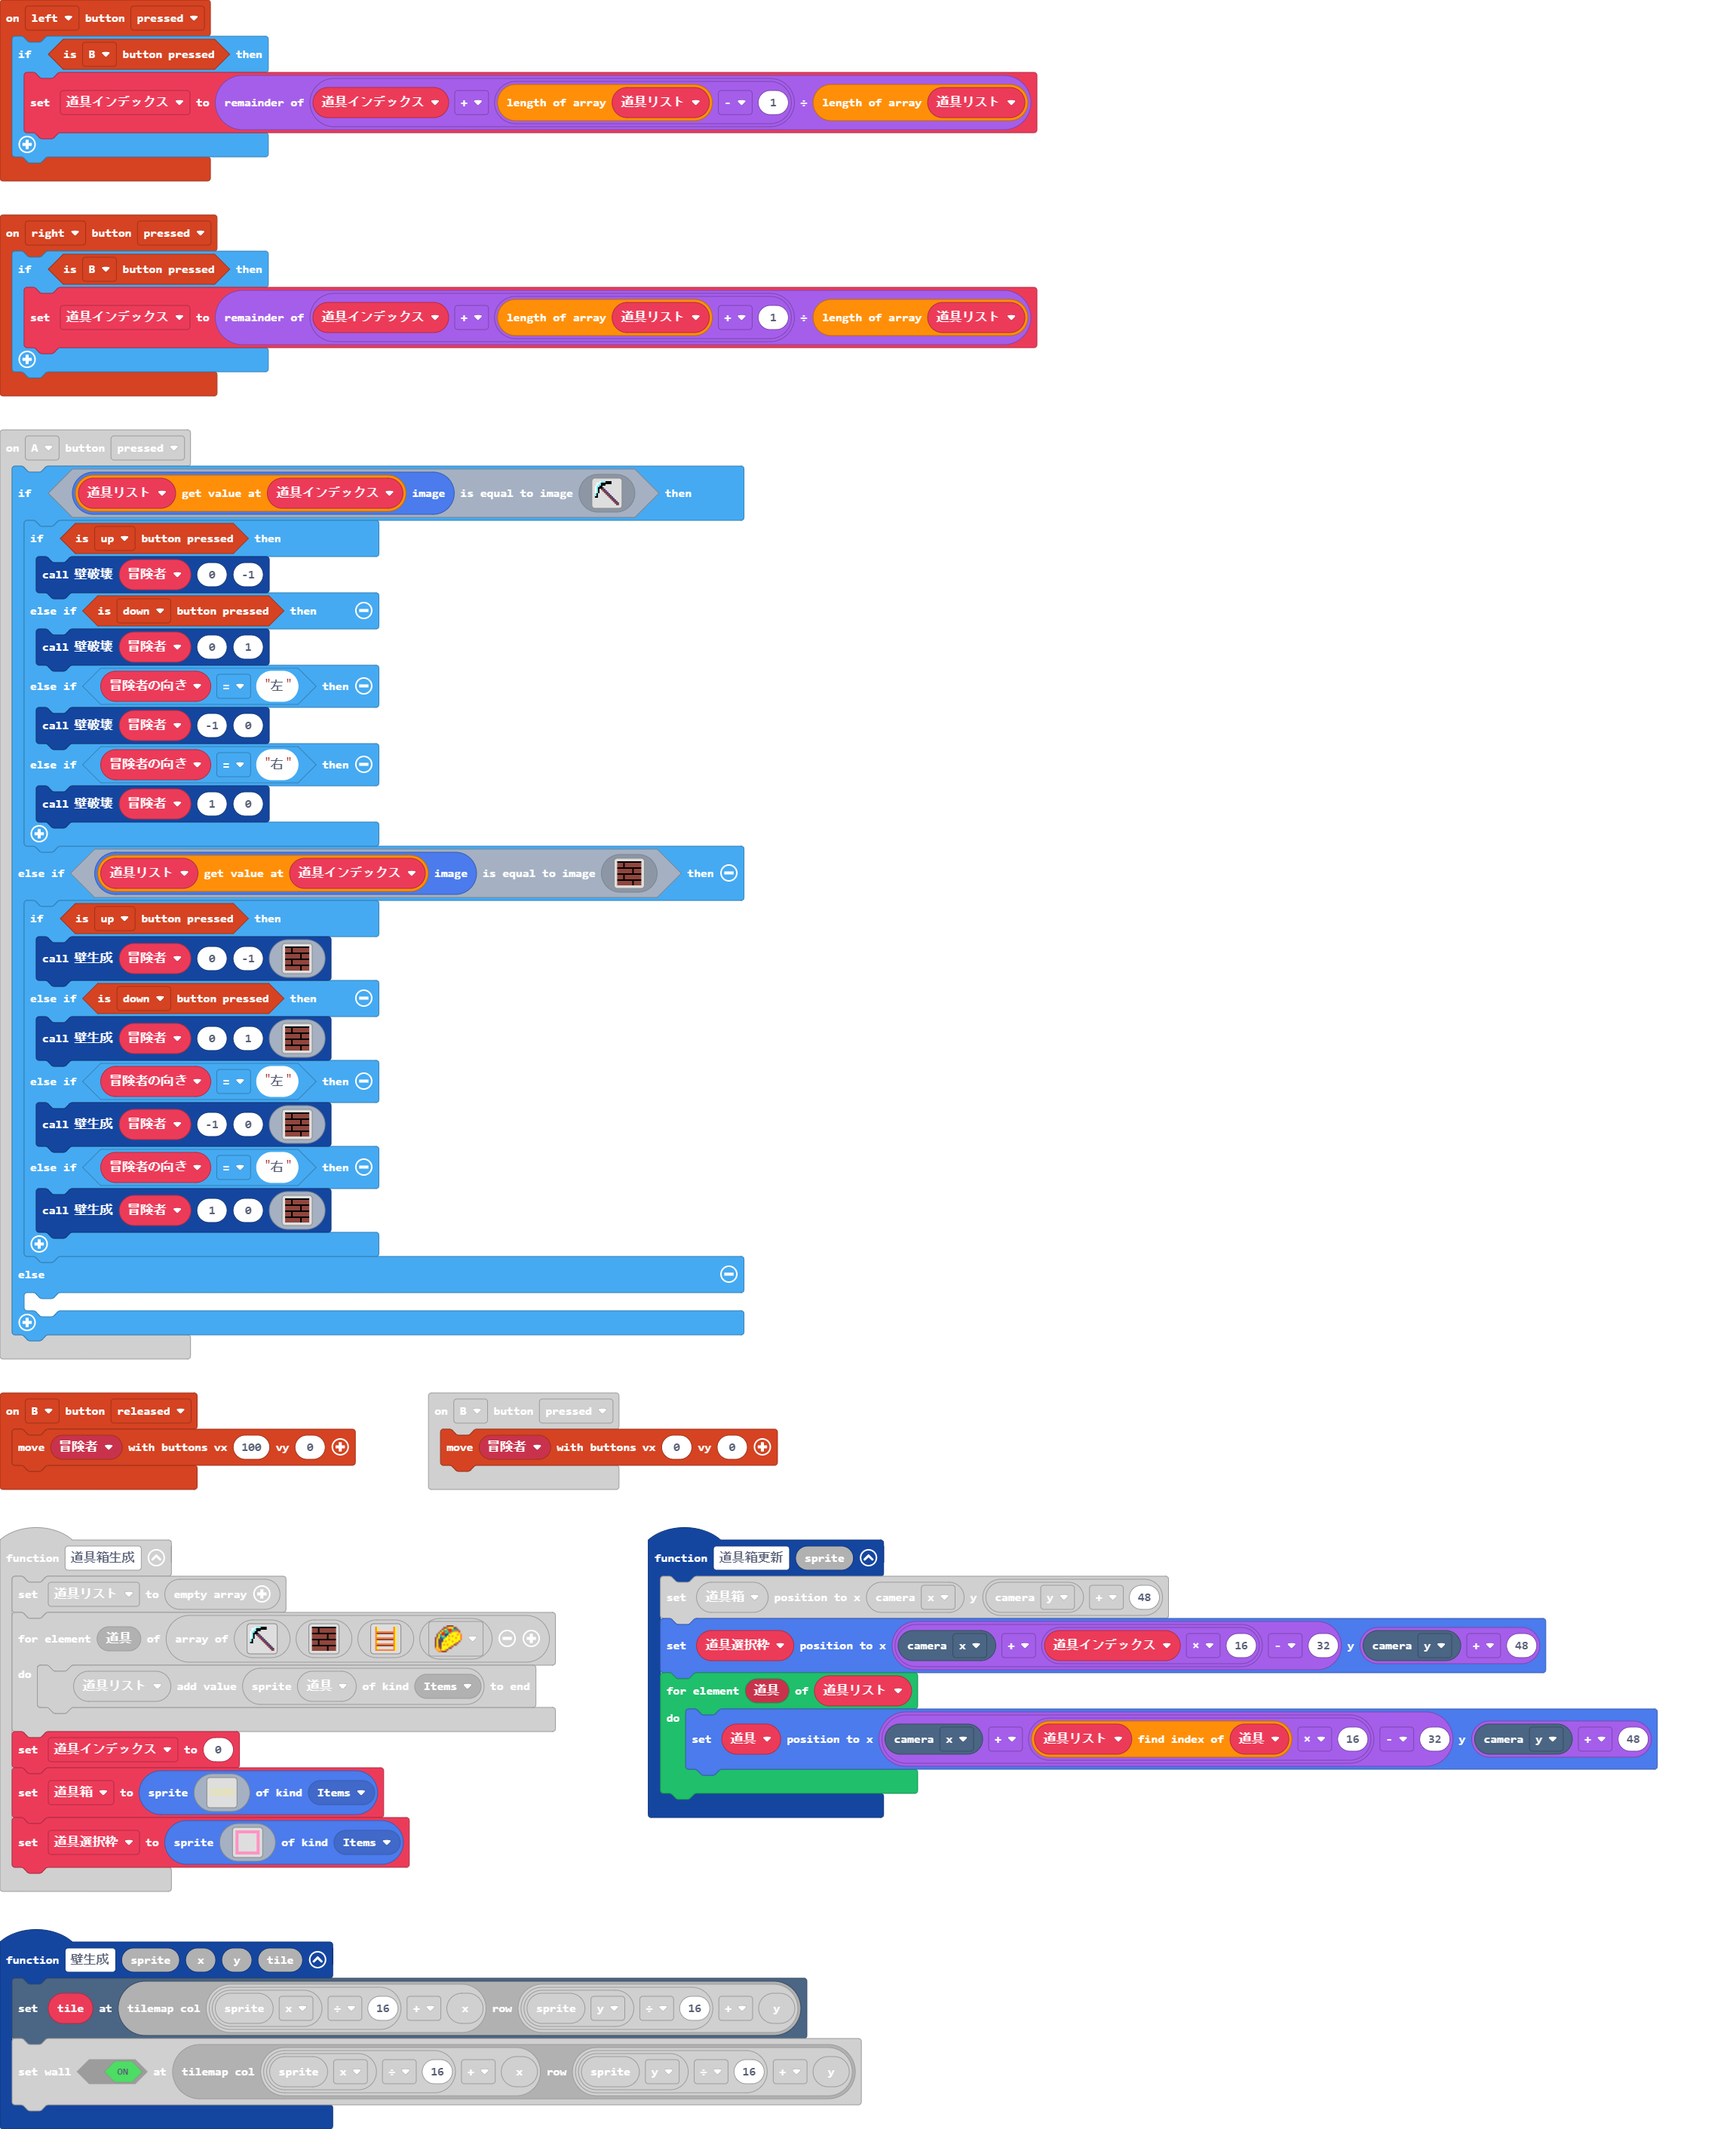 on left button pressed
if is B button pressed then
set 道具インデックス to remainder of 道具インデックス + length of array 道具リスト - 1 ÷ length of array 道具リスト
on right button pressed
if is B button pressed then
set 道具インデックス to remainder of 道具インデックス + length of array 道具リスト + 1 ÷ length of array 道具リスト
on A button pressed
if 道具リスト get value at 道具インデックス image is equal to image then
if is up button pressed then
call 壁破壊 冒険者 0 -1
else if is down button pressed then
call 壁破壊 冒険者 0 1
else if 冒険者の向き = "左" then
call 壁破壊 冒険者 -1 0
else if 冒険者の向き = "右" then
call 壁破壊 冒険者 1 0
else if 道具リスト get value at 道具インデックス image is equal to image then
if is up button pressed then
call 壁生成 冒険者 0 -1
else if is down button pressed then
call 壁生成 冒険者 0 1
else if 冒険者の向き = "左" then
call 壁生成 冒険者 -1 0
else if 冒険者の向き = "右" then
call 壁生成 冒険者 1 0
else
on B button released
move 冒険者 with buttons vx 100 vy 0
on B button pressed
move 冒険者 with buttons vx 0 vy 0
function 道具箱生成
set 道具リスト to empty array
for element 道具 of array of
do
道具リスト add value sprite 道具 of kind Items to end
set 道具インデックス to 0
set 道具箱 to sprite of kind Items
set 道具選択枠 to sprite of kind Items
function 道具箱更新 sprite
set 道具箱 position to x camera x y camera y + 48
set 道具選択枠 position to x camera x + 道具インデックス × 16 - 32 y camera y + 48
for element 道具 of 道具リスト
do
set 道具 position to x camera x + 道具リスト find index of 道具 × 16 - 32 y camera y + 48
function 壁生成 sprite x y tile
set tile at tilemap col sprite x ÷ 16 + x row sprite y ÷ 16 + y
set wall ON at tilemap col sprite x ÷ 16 + x row sprite y ÷ 16 + y